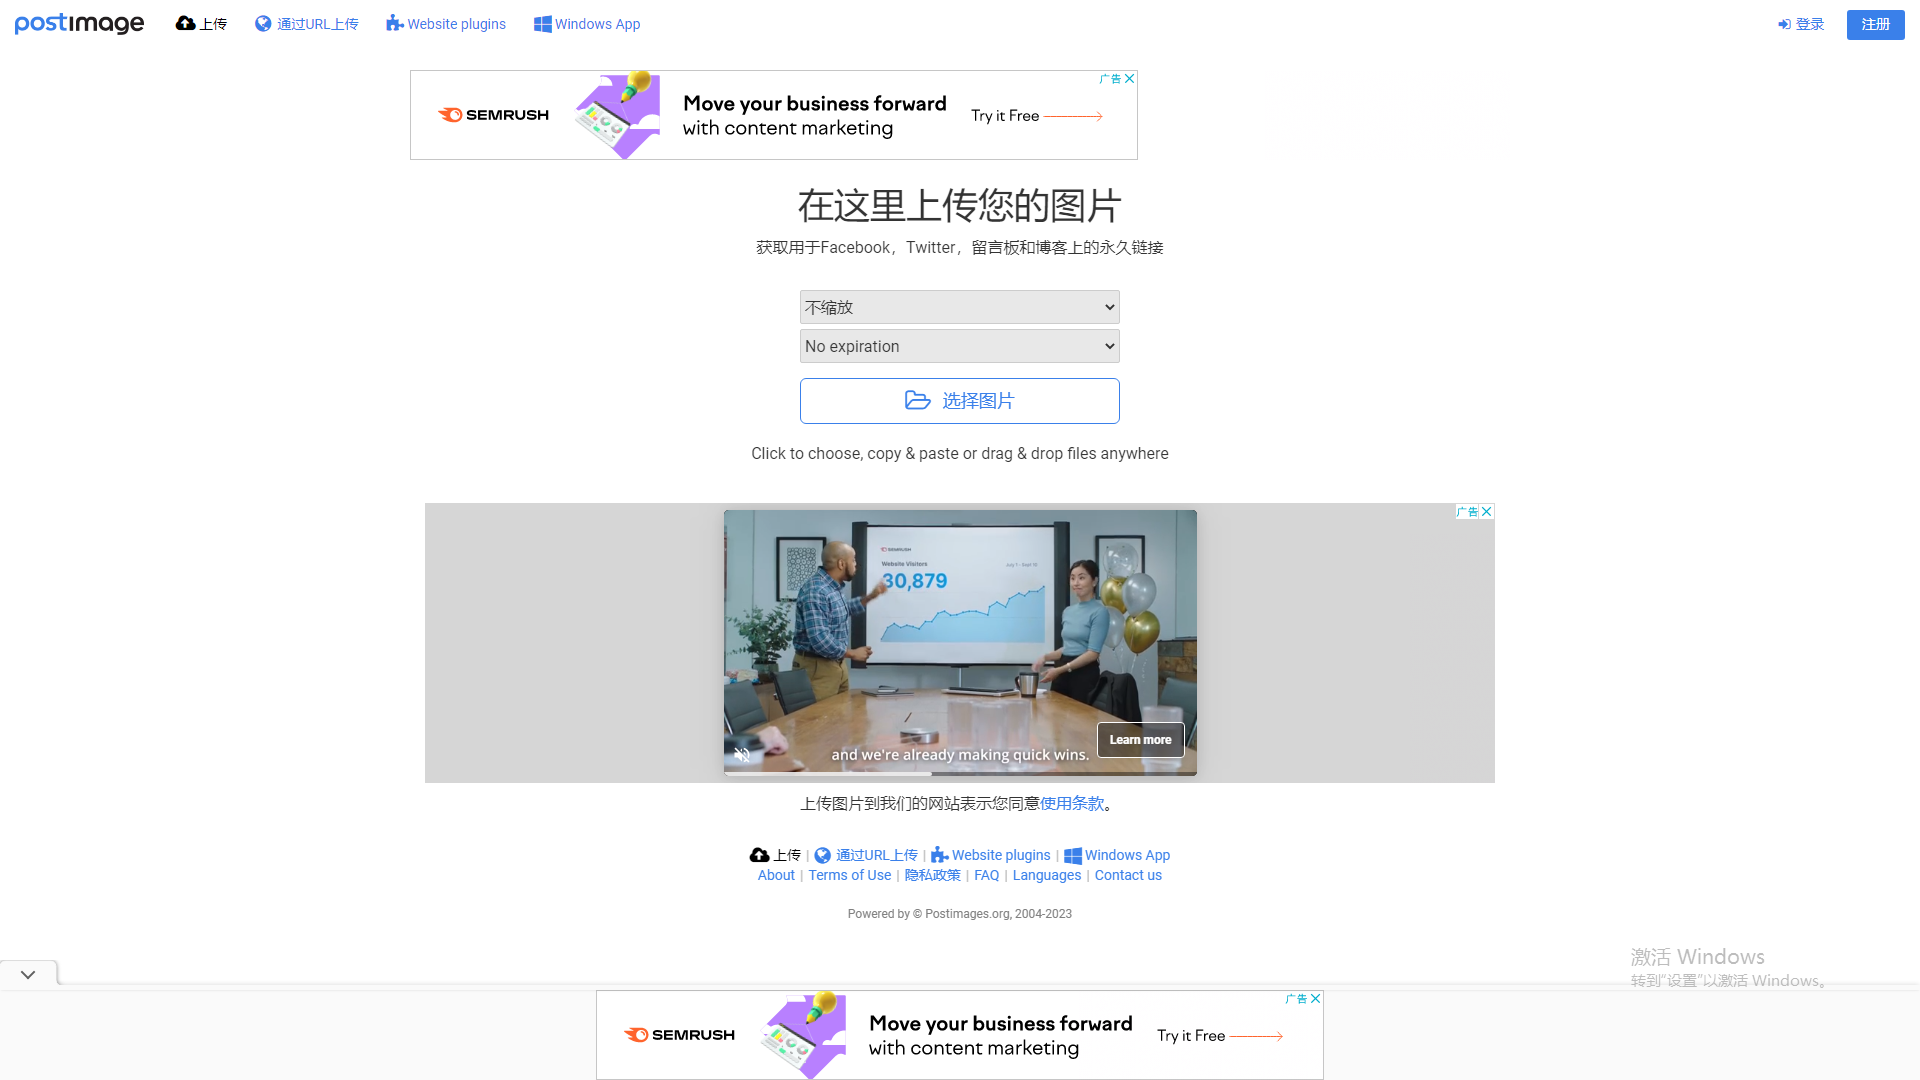 postimage 上传 通过URL上传 Website plugins Windows App 登录 注册
广告
SEMRUSH Move your business forward with content marketing Try it Free
在这里上传您的图片
获取用于Facebook，Twitter，留言板和博客上的永久链接
不缩放
No expiration
选择图片
Click to choose, copy & paste or drag & drop files anywhere
广告
SEMRUSH
Website Visitors July 1 - Sept 18
30,879
Learn more
and we're already making quick wins.
上传图片到我们的网站表示您同意使用条款。
上传 | 通过URL上传 | Website plugins | Windows App
About | Terms of Use | 隐私政策 | FAQ | Languages | Contact us
Powered by © Postimages.org, 2004-2023
激活 Windows
转到“设置”以激活 Windows。
广告
SEMRUSH Move your business forward with content marketing Try it Free